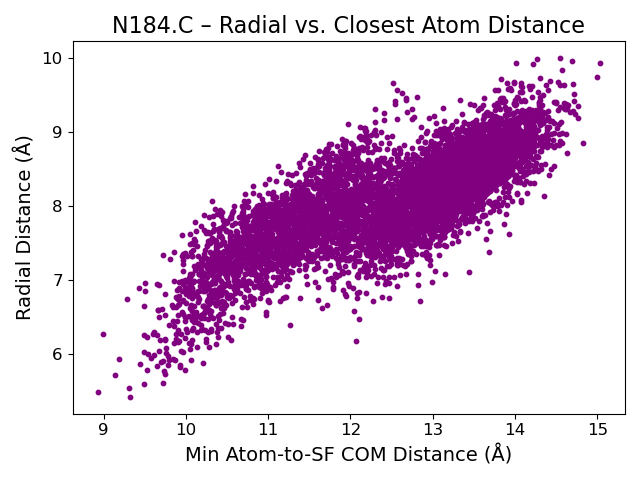 N184.C – Radial vs. Closest Atom Distance
Radial Distance (Å)
10
9
8
7
6
9 10 11 12 13 14 15
Min Atom-to-SF COM Distance (Å)